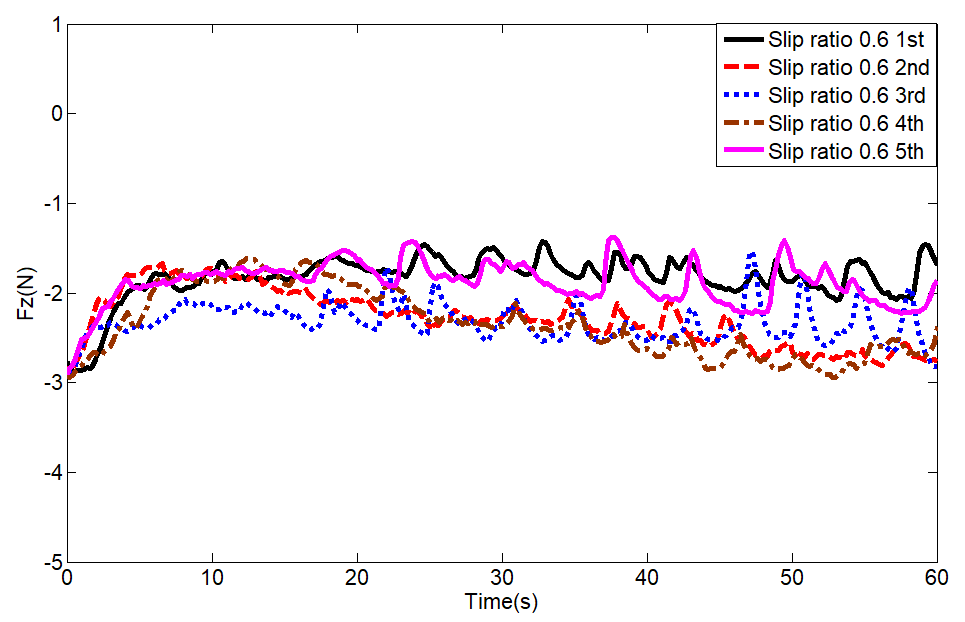 1
Slip ratio 0.6 1st
Slip ratio 0.6 2nd
Slip ratio 0.6 3rd
Slip ratio 0.6 4th
Slip ratio 0.6 5th
0
-1
-2
-3
-4
-5
Fz(N)
0 10 20 30 40 50 60
Time(s)